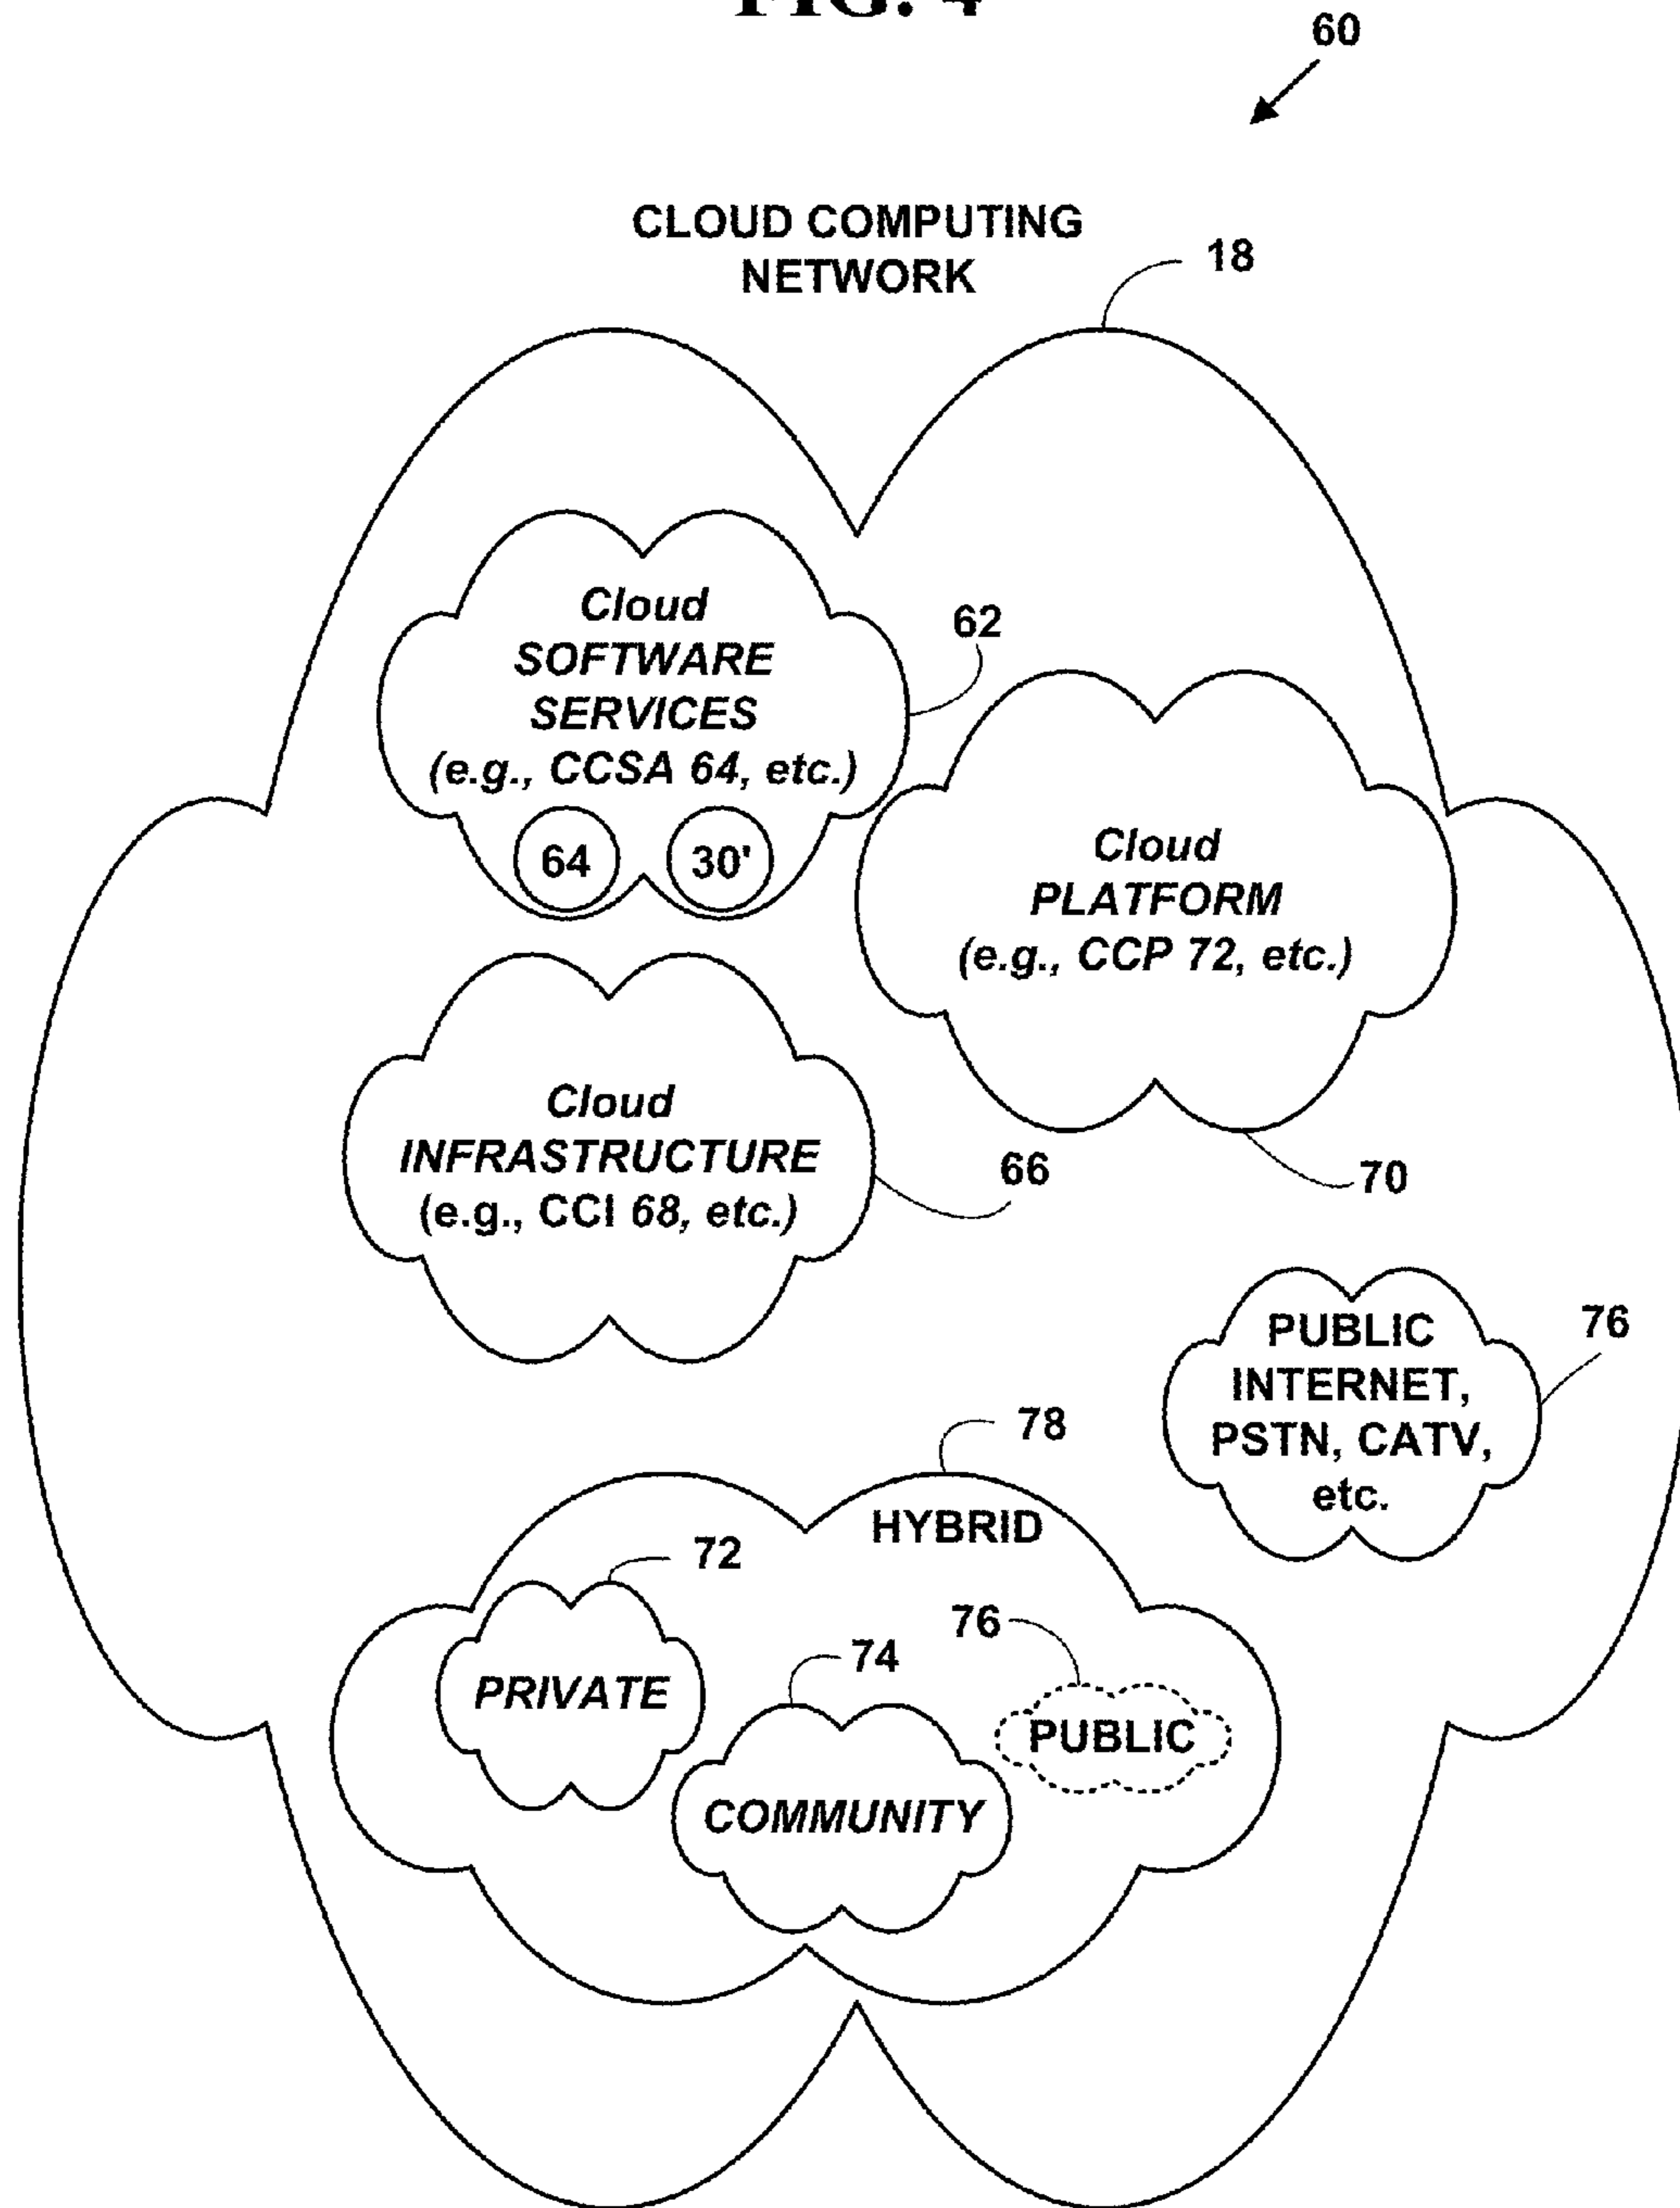 FIG. 4
60
CLOUD COMPUTING
NETWORK
18
Cloud
SOFTWARE
SERVICES
(e.g., CCSA 64, etc.)
64
30'
62
Cloud
PLATFORM
(e.g., CCP 72, etc.)
70
Cloud
INFRASTRUCTURE
(e.g., CCI 68, etc.)
66
PUBLIC
INTERNET,
PSTN, CATV,
etc.
76
78
HYBRID
72
PRIVATE
74
COMMUNITY
76
PUBLIC